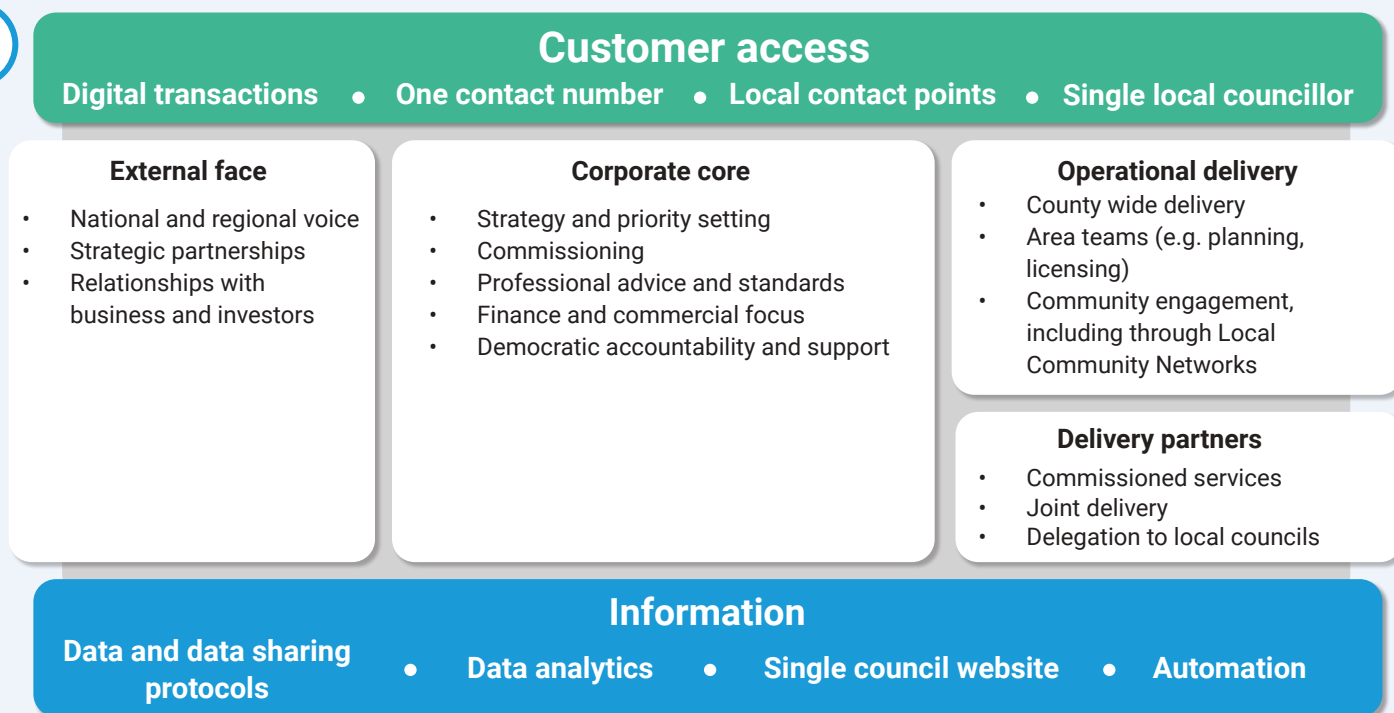 Customer access
Digital transactions • One contact number • Local contact points • Single local councillor
External face
• National and regional voice
• Strategic partnerships
• Relationships with
business and investors
Corporate core
• Strategy and priority setting
• Commissioning
• Professional advice and standards
• Finance and commercial focus
• Democratic accountability and support
Operational delivery
• County wide delivery
• Area teams (e.g. planning,
licensing)
• Community engagement,
including through Local
Community Networks
Delivery partners
• Commissioned services
• Joint delivery
• Delegation to local councils
Information
Data and data sharing
protocols • Data analytics • Single council website • Automation